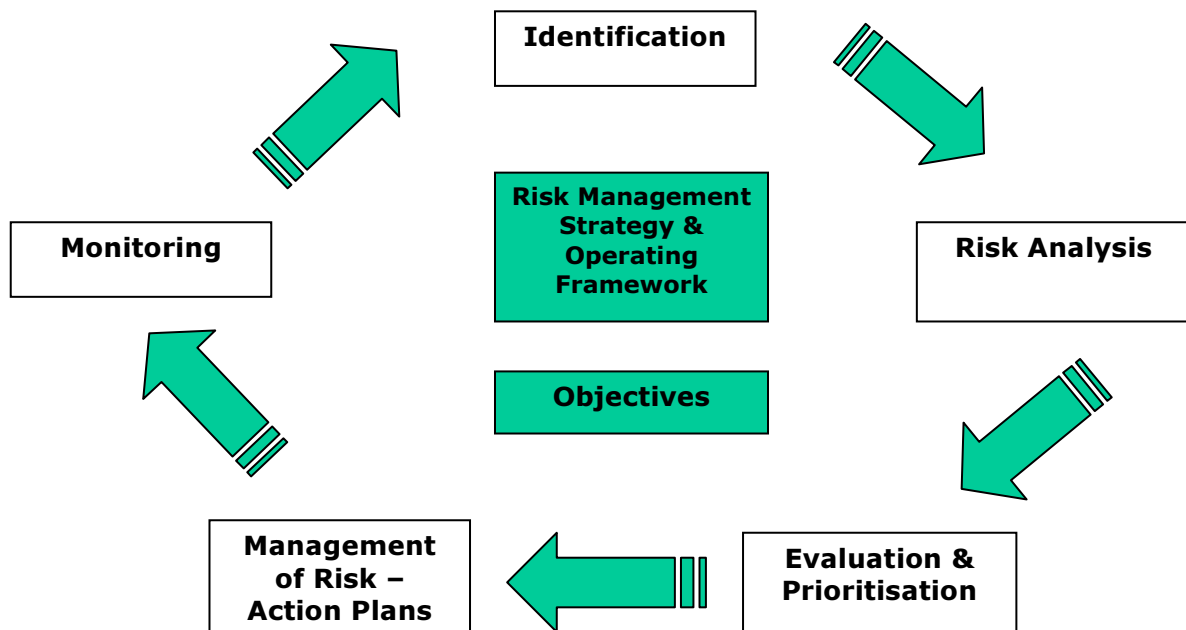 Identification
Risk Management
Strategy &
Operating
Framework
Monitoring
Risk Analysis
Objectives
Management
of Risk –
Action Plans
Evaluation &
Prioritisation